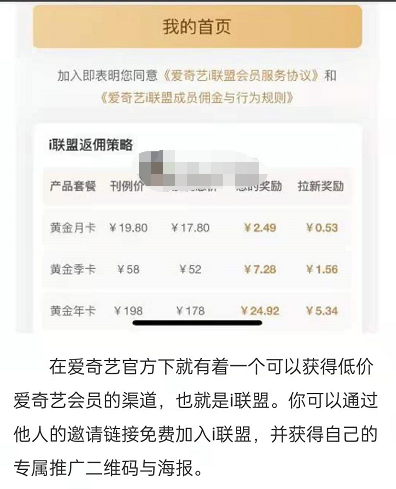 我的首页
加入即表明您同意《爱奇艺i联盟会员服务协议》和
《爱奇艺i联盟成员佣金与行为规则》
i联盟返佣策略
产品套餐 刊例价 您的奖励 拉新奖励
黄金月卡 ￥19.80 ￥17.80 ￥2.49 ￥0.53
黄金季卡 ￥58 ￥52 ￥7.28 ￥1.56
黄金年卡 ￥198 ￥178 ￥24.92 ￥5.34
在爱奇艺官方下就有着一个可以获得低价
爱奇艺会员的渠道，也就是i联盟。你可以通过
他人的邀请链接免费加入i联盟，并获得自己的
专属推广二维码与海报。